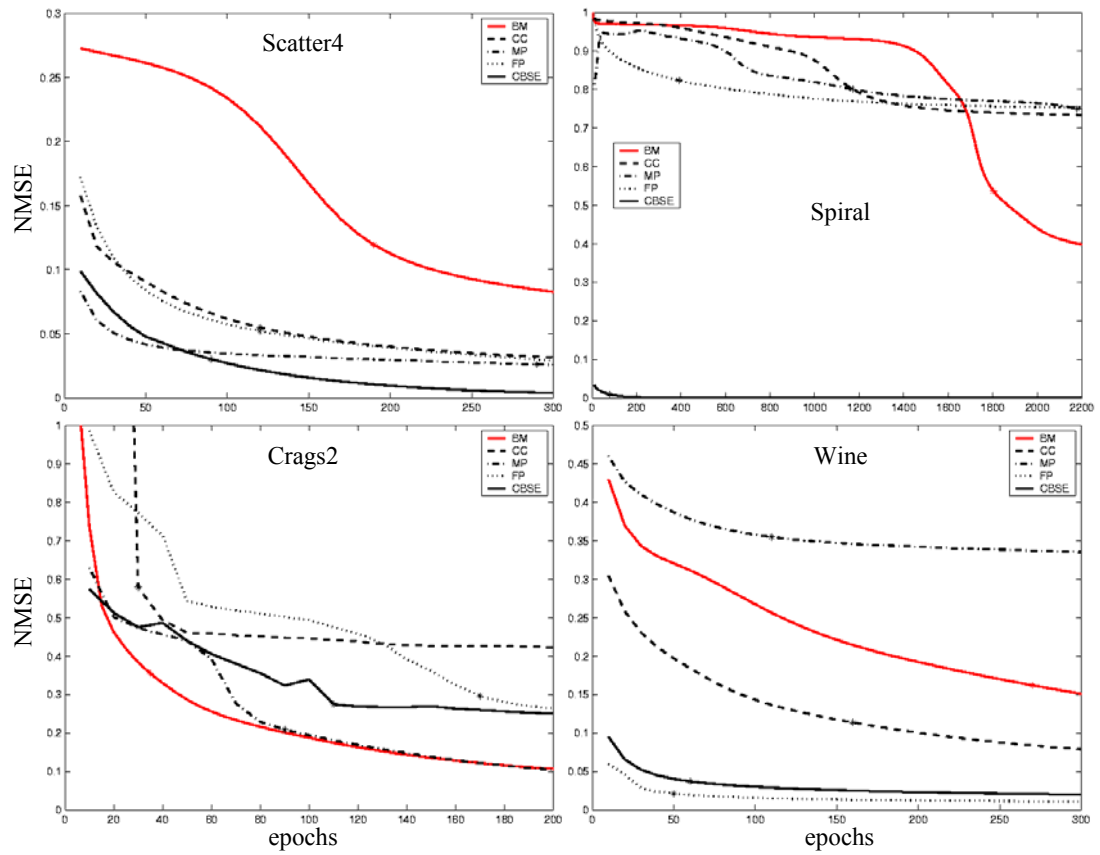 Scatter4
BM
CC
MP
FP
CBSE
0.3
0.25
0.2
0.15
0.1
0.05
0
NMSE
0 50 100 150 200 250 300
Spiral
BM
CC
MP
FP
CBSE
1
0.9
0.8
0.7
0.6
0.5
0.4
0.3
0.2
0.1
0
0 200 400 600 800 1000 1200 1400 1600 1800 2000 2200
Crags2
BM
CC
MP
FP
CBSE
1
0.9
0.8
0.7
0.6
0.5
0.4
0.3
0.2
0.1
0
NMSE
0 20 40 60 80 100 120 140 160 180 200
epochs
Wine
BM
CC
MP
FP
CBSE
0.5
0.45
0.4
0.35
0.3
0.25
0.2
0.15
0.1
0.05
0
0 50 100 150 200 250 300
epochs